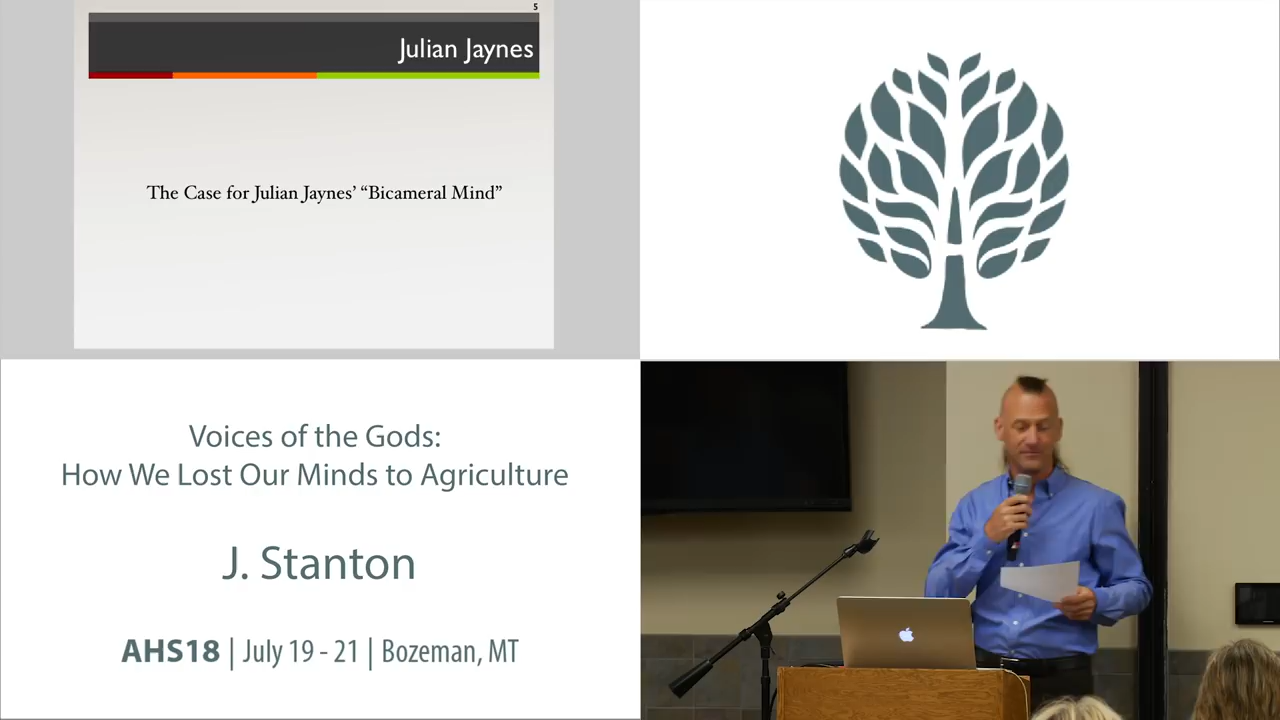 5
Julian Jaynes
The Case for Julian Jaynes’ “Bicameral Mind”
Voices of the Gods:
How We Lost Our Minds to Agriculture
J. Stanton
AHS18 | July 19 - 21 | Bozeman, MT